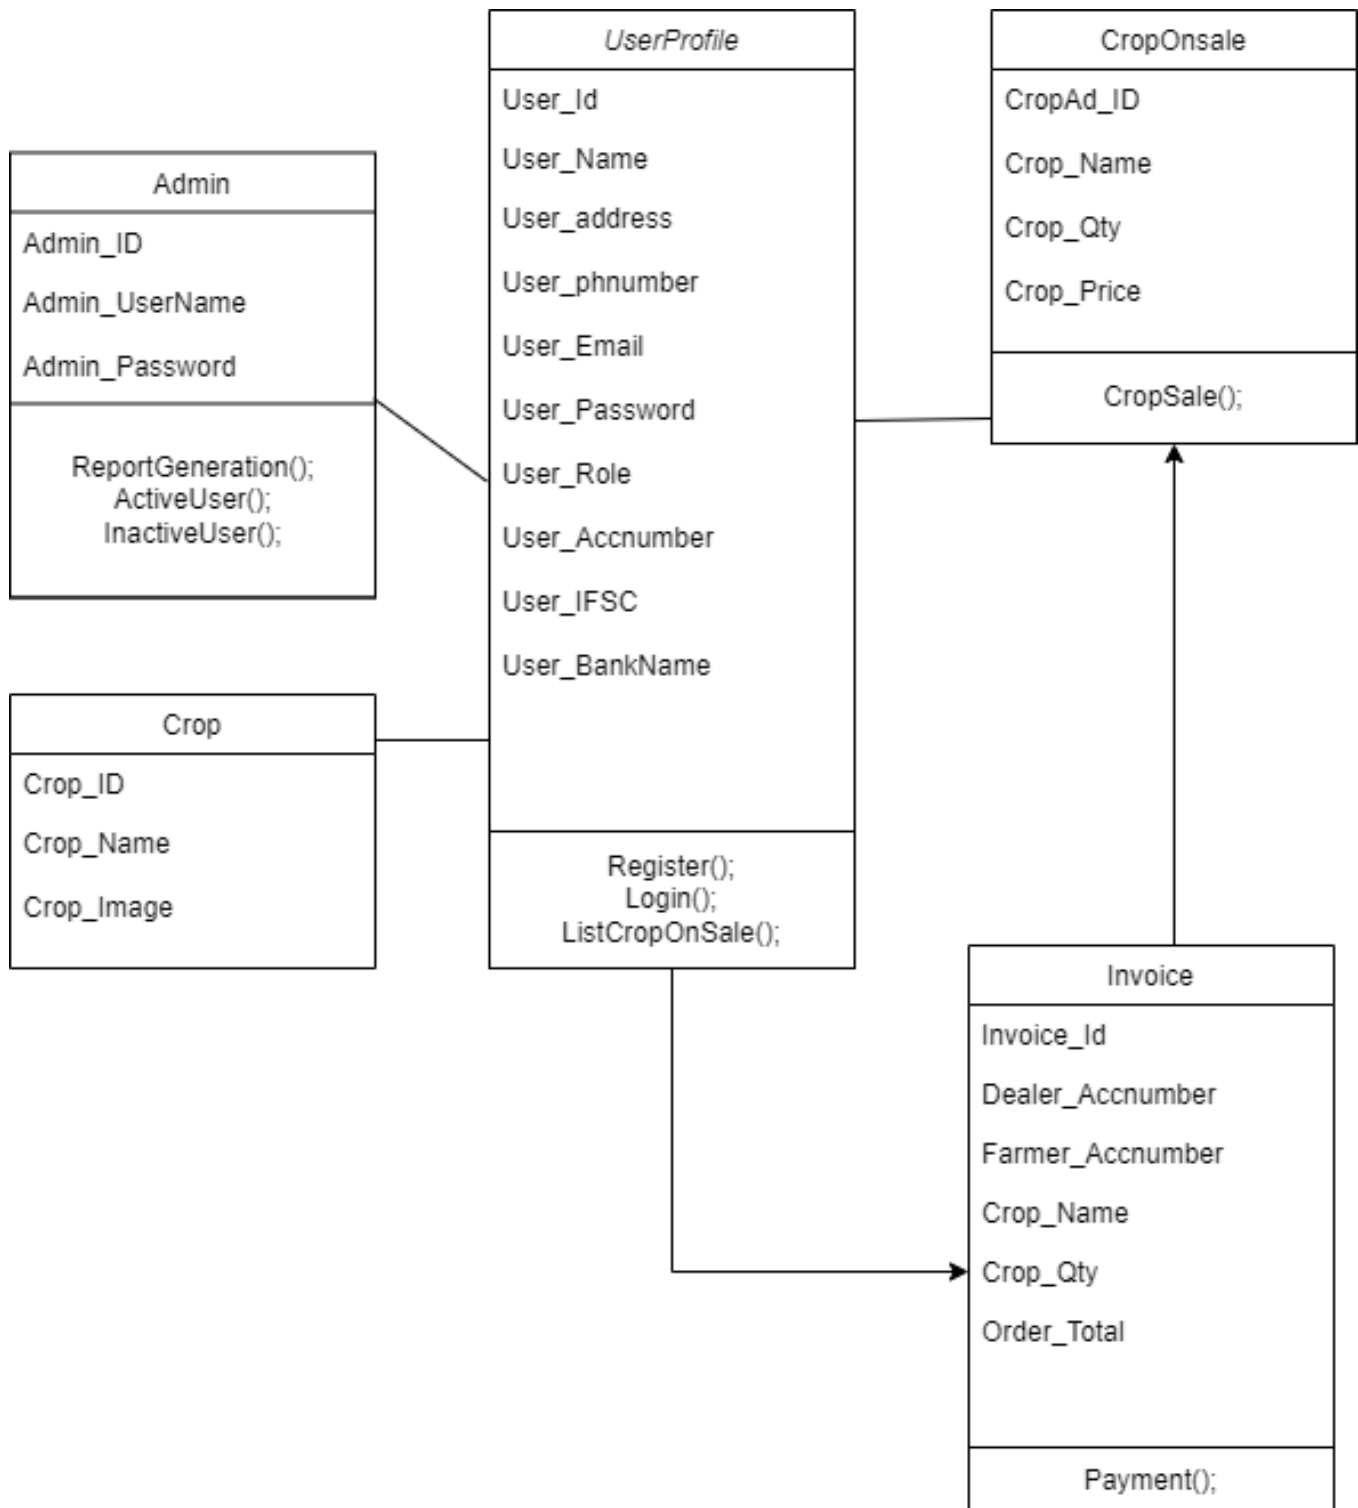 UserProfile
User_Id
User_Name
User_address
User_phnumber
User_Email
User_Password
User_Role
User_Accnumber
User_IFSC
User_BankName
Register();
Login();
ListCropOnSale();
CropOnsale
CropAd_ID
Crop_Name
Crop_Qty
Crop_Price
CropSale();
Admin
Admin_ID
Admin_UserName
Admin_Password
ReportGeneration();
ActiveUser();
InactiveUser();
Crop
Crop_ID
Crop_Name
Crop_Image
Invoice
Invoice_Id
Dealer_Accnumber
Farmer_Accnumber
Crop_Name
Crop_Qty
Order_Total
Payment();